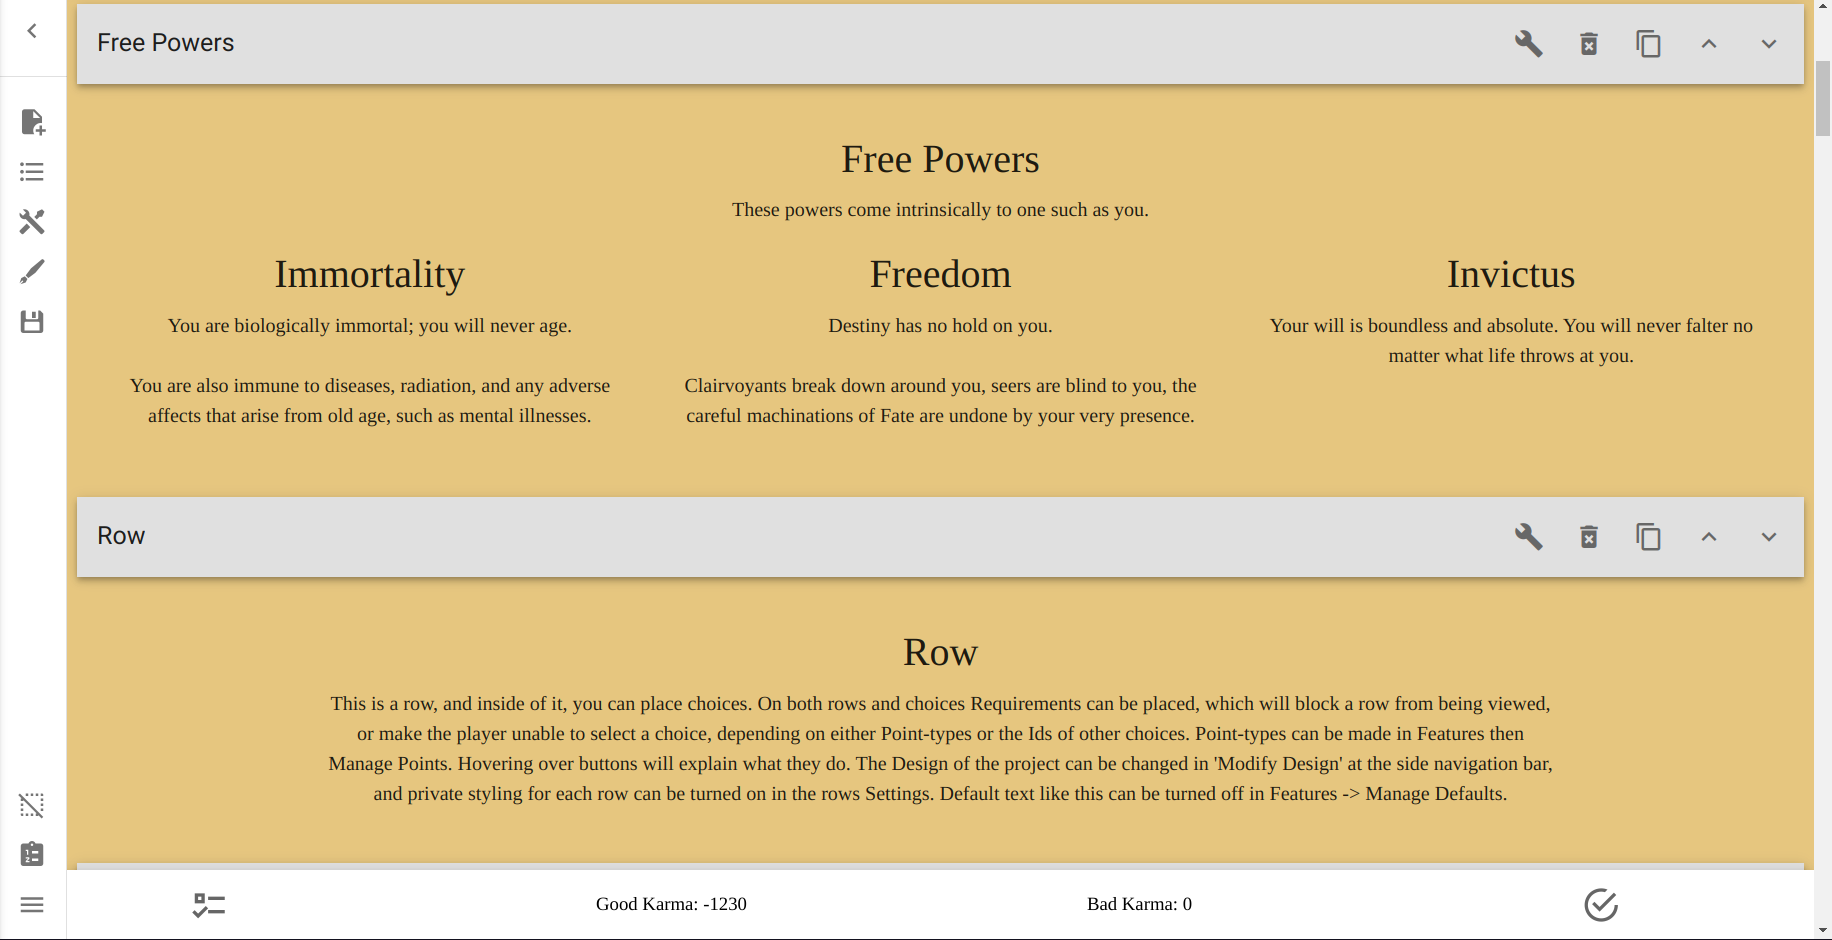 Free Powers
Free Powers
These powers come intrinsically to one such as you.
Immortality
You are biologically immortal; you will never age.
You are also immune to diseases, radiation, and any adverse
affects that arise from old age, such as mental illnesses.
Freedom
Destiny has no hold on you.
Clairvoyants break down around you, seers are blind to you, the
careful machinations of Fate are undone by your very presence.
Invictus
Your will is boundless and absolute. You will never falter no
matter what life throws at you.
Row
Row
This is a row, and inside of it, you can place choices. On both rows and choices Requirements can be placed, which will block a row from being viewed,
or make the player unable to select a choice, depending on either Point-types or the Ids of other choices. Point-types can be made in Features then
Manage Points. Hovering over buttons will explain what they do. The Design of the project can be changed in 'Modify Design' at the side navigation bar,
and private styling for each row can be turned on in the rows Settings. Default text like this can be turned off in Features -> Manage Defaults.
Good Karma: -1230
Bad Karma: 0